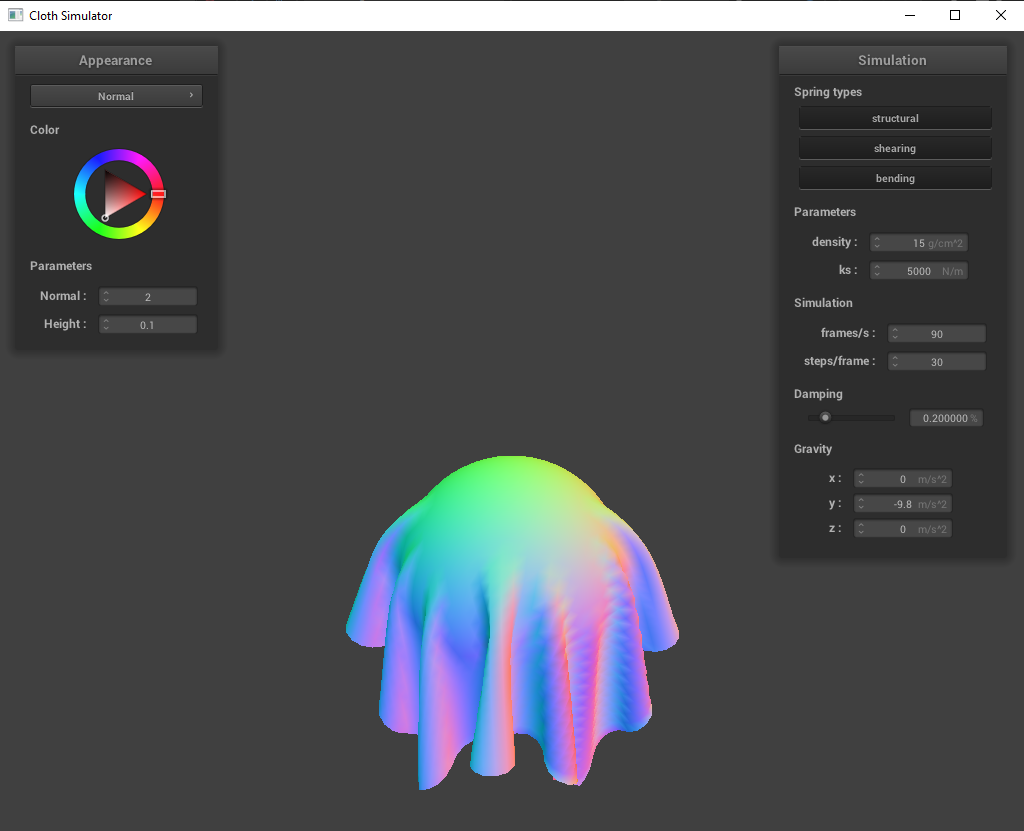 Cloth Simulator
Appearance
Normal
Color
Parameters
Normal : 2
Height : 0.1
Simulation
Spring types
structural
shearing
bending
Parameters
density : 15 g/cm^2
ks : 5000 N/m
Simulation
frames/s : 90
steps/frame : 30
Damping
0.200000 %
Gravity
x : 0 m/s^2
y : -9.8 m/s^2
z : 0 m/s^2